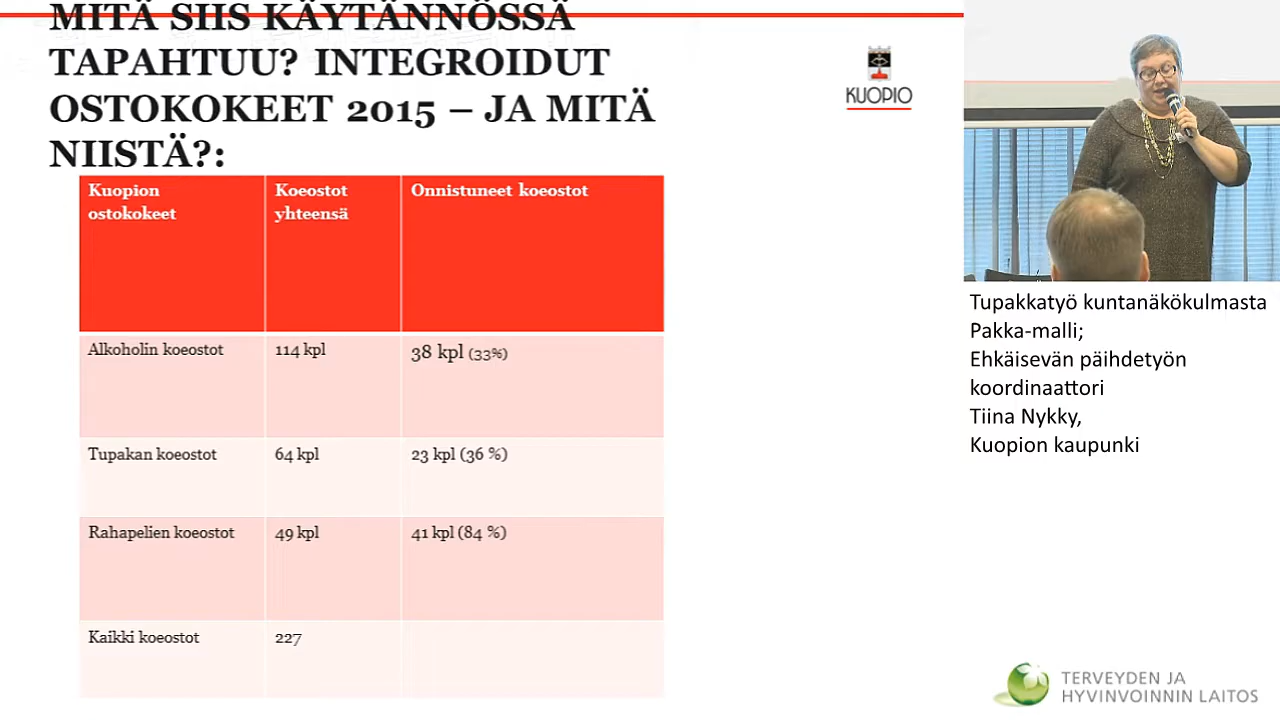 MITÄ SIIS KÄYTÄNNÖSSÄ
TAPAHTUU? INTEGROIDUT
OSTOKOKEET 2015 – JA MITÄ
NIISTÄ?:
KUOPIO
Kuopion
ostokokeet
Koeostot
yhteensä
Onnistuneet koeostot
Alkoholin koeostot
114 kpl
38 kpl (33%)
Tupakan koeostot
64 kpl
23 kpl (36 %)
Rahapelien koeostot
49 kpl
41 kpl (84 %)
Kaikki koeostot
227
Tupakkatyö kuntanäkökulmasta
Pakka-malli;
Ehkäisevän päihdetyön
koordinaattori
Tiina Nykky,
Kuopion kaupunki
TERVEYDEN JA
HYVINVOINNIN LAITOS